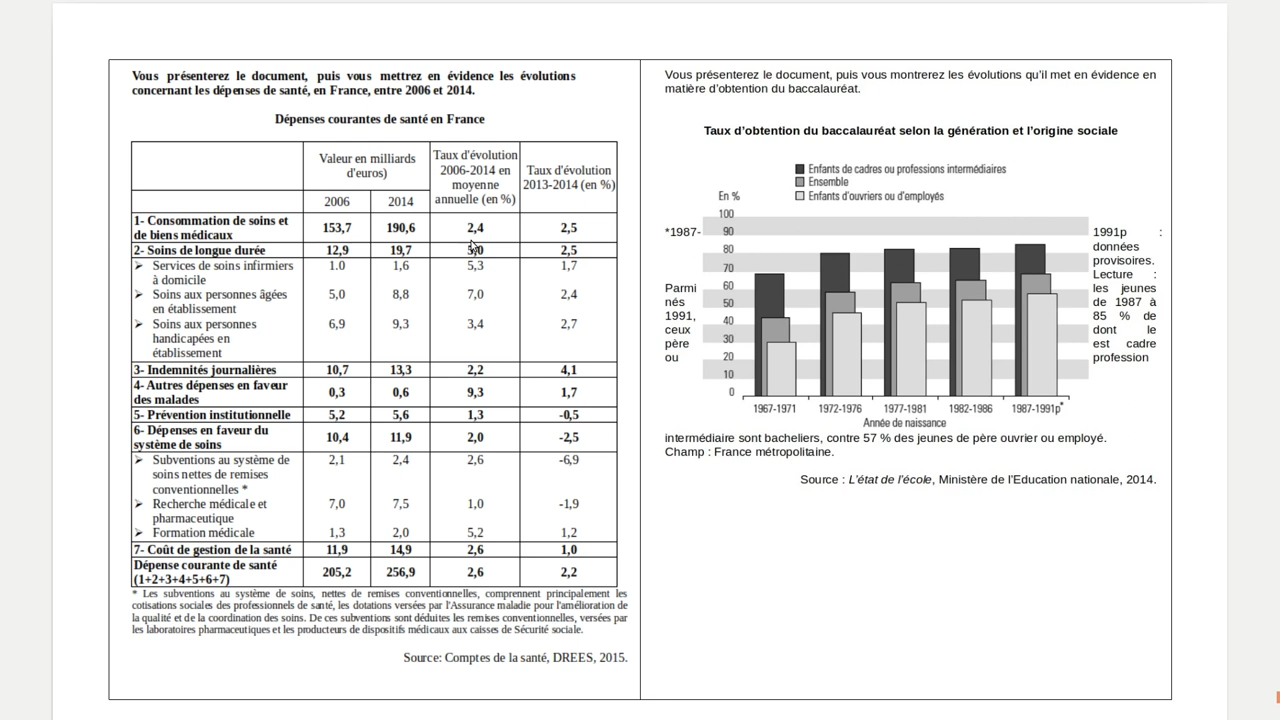 Vous présenterez le document, puis vous mettrez en évidence les évolutions
concernant les dépenses de santé, en France, entre 2006 et 2014.
Dépenses courantes de santé en France
Valeur en milliards
d'euros)
Taux d'évolution
2006-2014 en
moyenne
annuelle (en %)
Taux d'évolution
2013-2014 (en %)
2006 2014
1- Consommation de soins et
de biens médicaux
153,7 190,6 2,4 2,5
2- Soins de longue durée 12,9 19,7 5,0 2,5
➢ Services de soins infirmiers
à domicile
1.0 1,6 5,3 1,7
➢ Soins aux personnes âgées
en établissement
5,0 8,8 7,0 2,4
➢ Soins aux personnes
handicapées en
établissement
6,9 9,3 3,4 2,7
3- Indemnités journalières 10,7 13,3 2,2 4,1
4- Autres dépenses en faveur
des malades
0,3 0,6 9,3 1,7
5- Prévention institutionnelle 5,2 5,6 1,3 -0,5
6- Dépenses en faveur du
système de soins
10,4 11,9 2,0 -2,5
➢ Subventions au système de
soins nettes de remises
conventionnelles *
2,1 2,4 2,6 -6,9
➢ Recherche médicale et
pharmaceutique
7,0 7,5 1,0 -1,9
➢ Formation médicale 1,3 2,0 5,2 1,2
7- Coût de gestion de la santé 11,9 14,9 2,6 1,0
Dépense courante de santé
(1+2+3+4+5+6+7)
205,2 256,9 2,6 2,2
* Les subventions au système de soins, nettes de remises conventionnelles, comprennent principalement les
cotisations sociales des professionnels de santé, les dotations versées par l'Assurance maladie pour l'amélioration de
la qualité et de la coordination des soins. De ces subventions sont déduites les remises conventionnelles, versées par
les laboratoires pharmaceutiques et les producteurs de dispositifs médicaux aux caisses de Sécurité sociale.
Source: Comptes de la santé, DREES, 2015.
Vous présenterez le document, puis vous montrerez les évolutions qu'il met en évidence en
matière d'obtention du baccalauréat.
Taux d'obtention du baccalauréat selon la génération et l'origine sociale
Enfants de cadres ou professions intermédiaires
Ensemble
Enfants d'ouvriers ou d'employés
En %
100
90
80
70
60
50
40
30
20
10
0
1967-1971 1972-1976 1977-1981 1982-1986 1987-1991p*
Année de naissance
*1987-
Parmi
nés
1991,
ceux
père
ou
1991p :
données
provisoires.
Lecture :
les jeunes
de 1987 à
85 % de
dont le
est cadre
profession
intermédiaire sont bacheliers, contre 57 % des jeunes de père ouvrier ou employé.
Champ : France métropolitaine.
Source : L'état de l'école, Ministère de l'Education nationale, 2014.